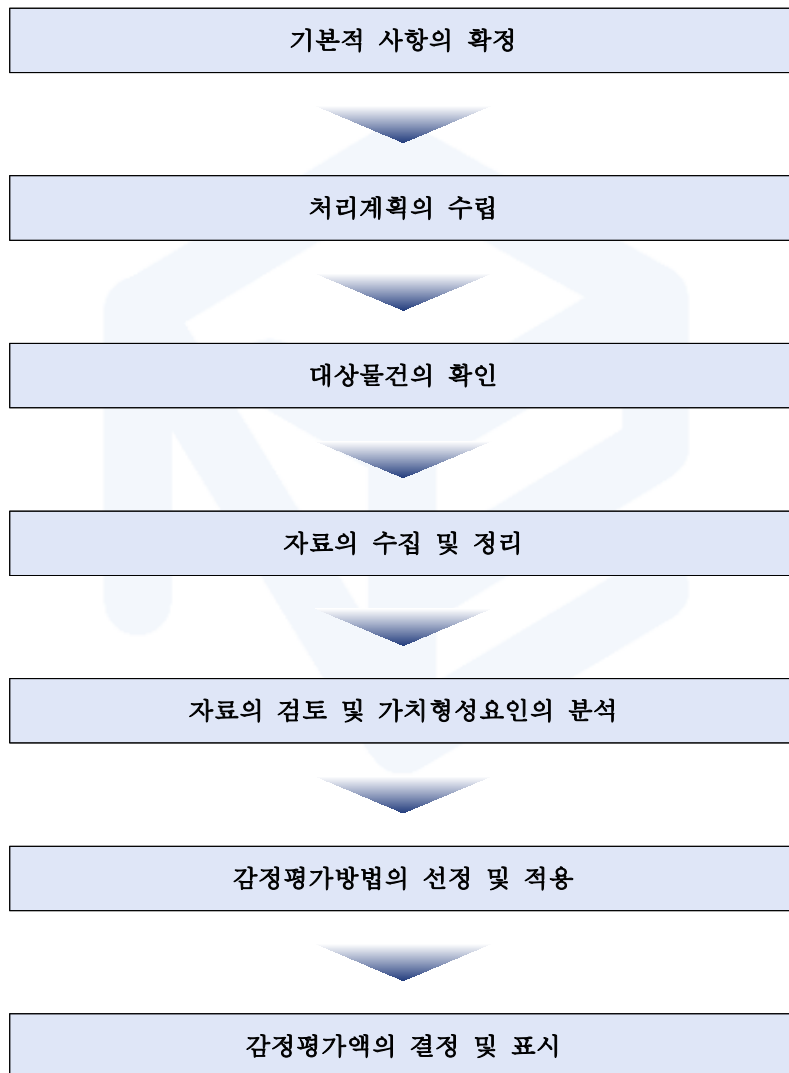 기본적 사항의 확정
처리계획의 수립
대상물건의 확인
자료의 수집 및 정리
자료의 검토 및 가치형성요인의 분석
감정평가방법의 선정 및 적용
감정평가액의 결정 및 표시